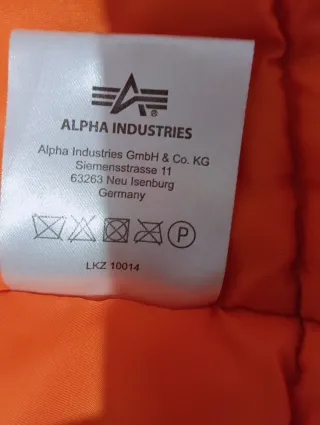 ®
ALPHA INDUSTRIES
Alpha Industries GmbH & Co. KG
Siemensstrasse 11
63263 Neu Isenburg
Germany
P
LKZ 10014